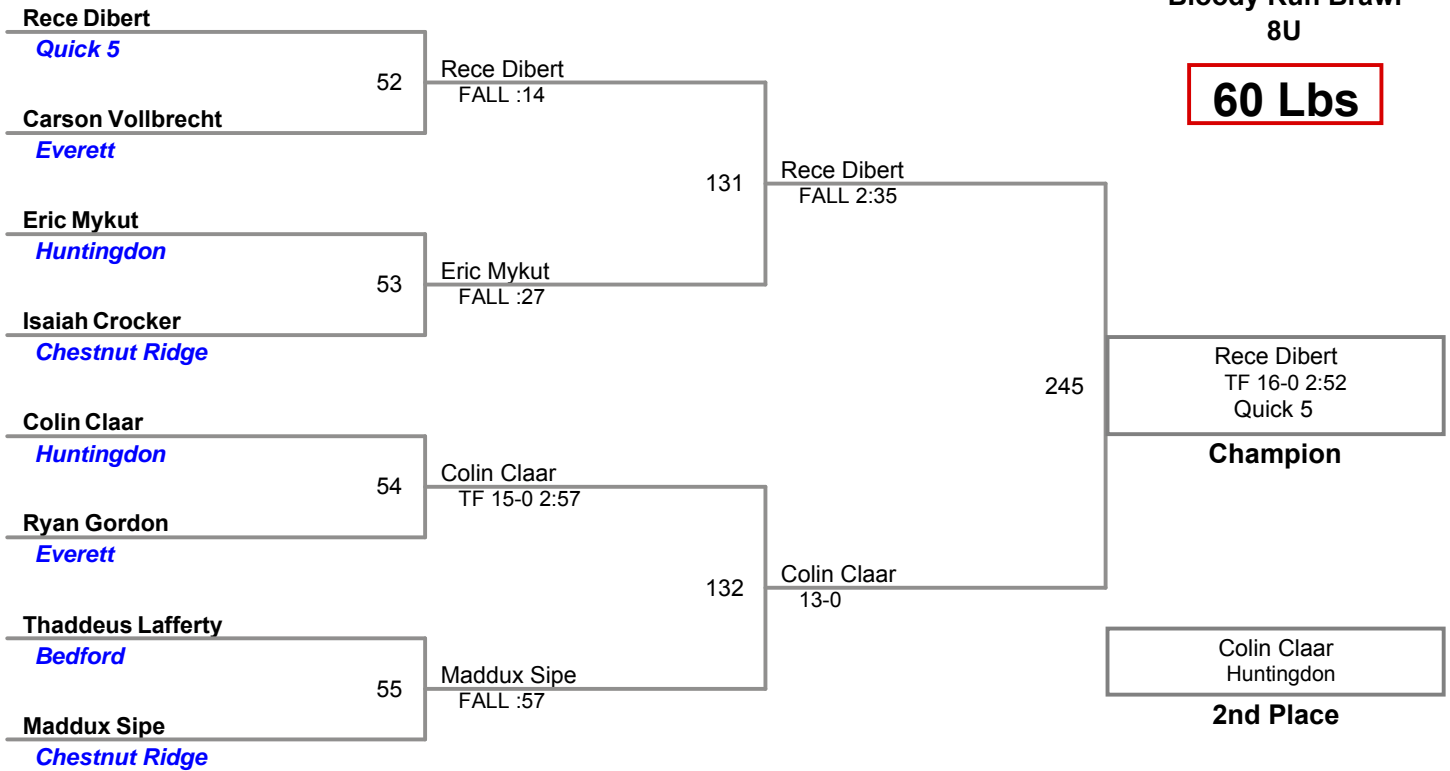 Bloody Run Brawl
8U
60 Lbs
Rece Dibert
Quick 5
52
Carson Vollbrecht
Everett
Rece Dibert
FALL :14
131
Eric Mykut
Huntingdon
53
Isaiah Crocker
Chestnut Ridge
Eric Mykut
FALL :27
Rece Dibert
FALL 2:35
245
Colin Claar
Huntingdon
54
Ryan Gordon
Everett
Colin Claar
TF 15-0 2:57
132
Thaddeus Lafferty
Bedford
55
Maddux Sipe
Chestnut Ridge
Maddux Sipe
FALL :57
Colin Claar
13-0
Rece Dibert
TF 16-0 2:52
Quick 5
Champion
Colin Claar
Huntingdon
2nd Place